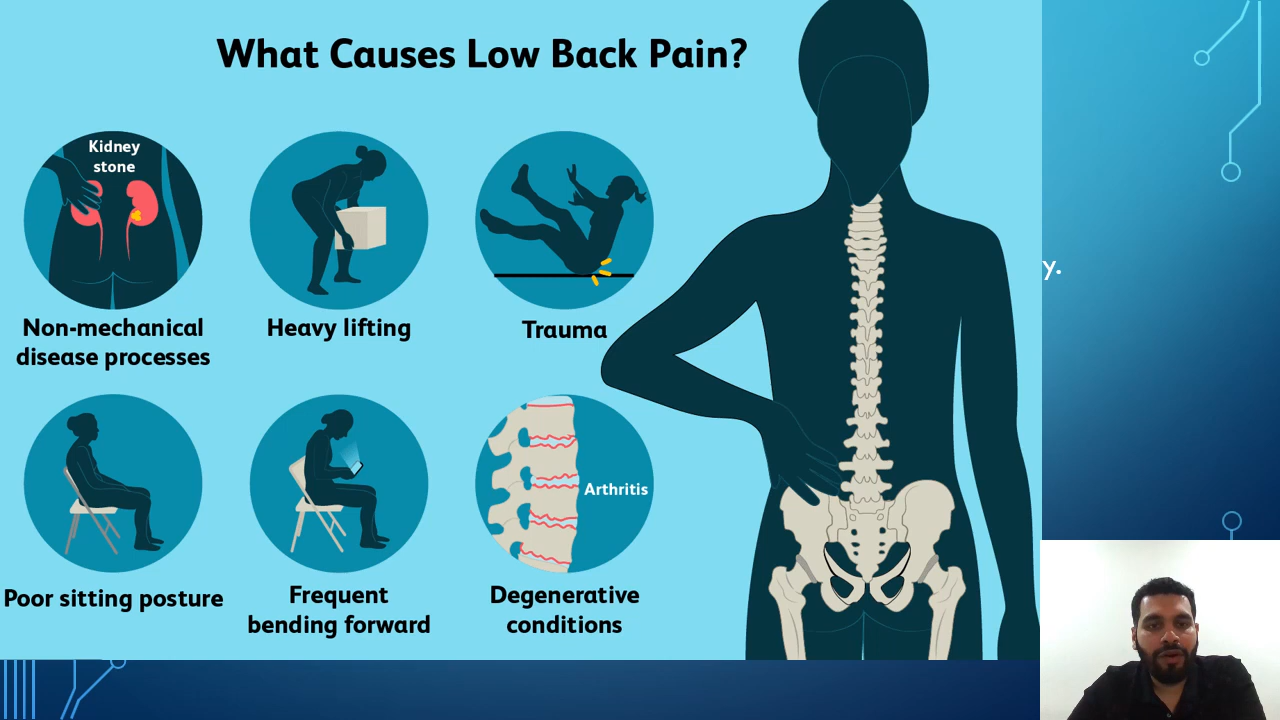 What Causes Low Back Pain?
Kidney
stone
Non-mechanical
disease processes
Heavy lifting
Trauma
y.
Poor sitting posture
Frequent
bending forward
Arthritis
Degenerative
conditions